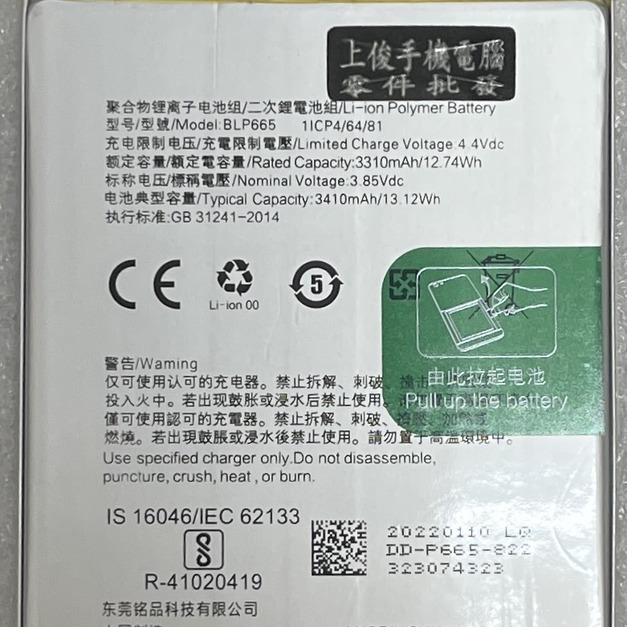 上俊手機電腦
零件批發
聚合物锂离子电池组/二次鋰電池組/Li-ion Polymer Battery
型号/型號/Model:BLP665 1ICP4/64/81
充电限制电压/充電限制電壓/Limited Charge Voltage:4.4Vdc
额定容量/額定電容量/Rated Capacity:3310mAh/12.74Wh
标称电压/標稱電壓/Nominal Voltage:3.85Vdc
电池典型容量/Typical Capacity:3410mAh/13.12Wh
执行标准:GB 31241-2014
CE
Li-ion 00
5
由此拉起电池
Pull up the battery
警告/Warning
仅可使用认可的充电器。禁止拆解、刺破、
投入火中。若出现鼓胀或浸水后禁止使用。
僅可使用認可的充電器。禁止拆解、刺破、
燃燒。若出現鼓脹或浸水後禁止使用。請勿置于高溫環境中。
Use specified charger only.Do not disassemble,
puncture, crush, heat , or burn.
IS 16046/IEC 62133
R-41020419
20220110 LQ
DD-P665-822
323074323
东莞铭品科技有限公司